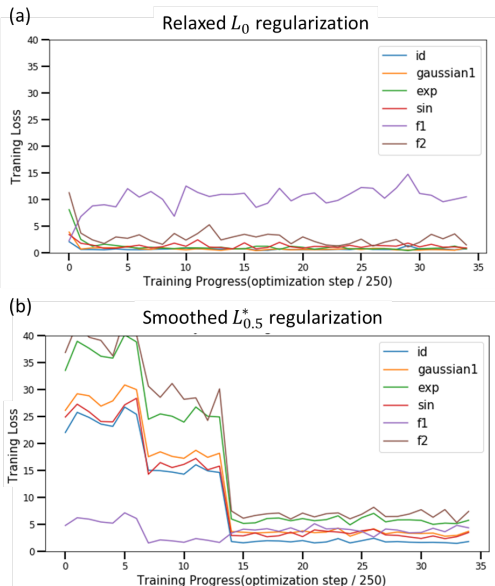 (a)
Relaxed L₀ regularization
40
35
30
25
20
15
10
5
0
Traning Loss
id
gaussian1
exp
sin
f1
f2
0 5 10 15 20 25 30 35
Training Progress(optimization step / 250)
(b)
Smoothed L*₀.₅ regularization
40
35
30
25
20
15
10
5
0
Traning Loss
id
gaussian1
exp
sin
f1
f2
0 5 10 15 20 25 30 35
Training Progress(optimization step / 250)